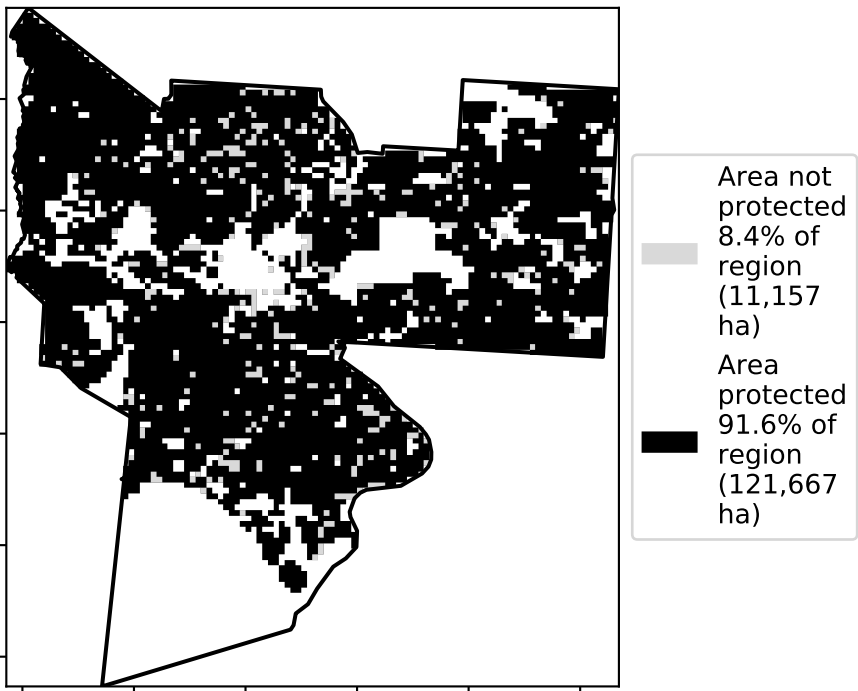 Area not
protected
8.4% of
region
(11,157
ha)
Area
protected
91.6% of
region
(121,667
ha)